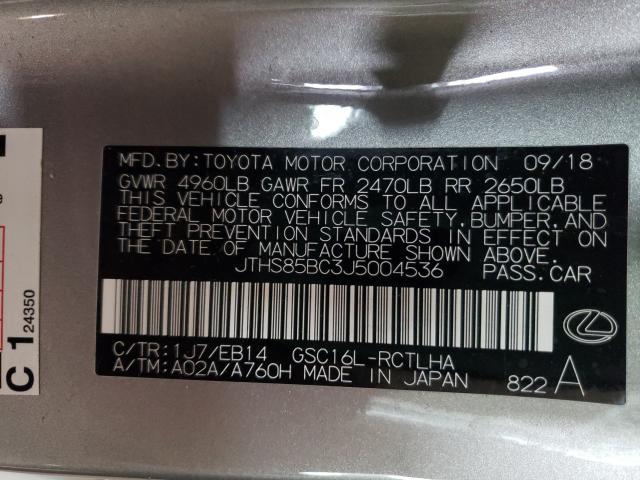 MFD.BY:TOYOTA MOTOR CORPORATION 09/18
GVWR 4960LB GAWR FR 2470LB RR 2650LB
THIS VEHICLE CONFORMS TO ALL APPLICABLE
FEDERAL MOTOR VEHICLE SAFETY,BUMPER,AND
THEFT PREVENTION STANDARDS IN EFFECT ON
THE DATE OF MANUFACTURE SHOWN ABOVE.
JTHS85BC3J5004536 PASS.CAR
C/TR:1J7/EB14 GSC16L-RCTLHA
A/TM:A02A/A760H MADE IN JAPAN 822 A
C 1 24350